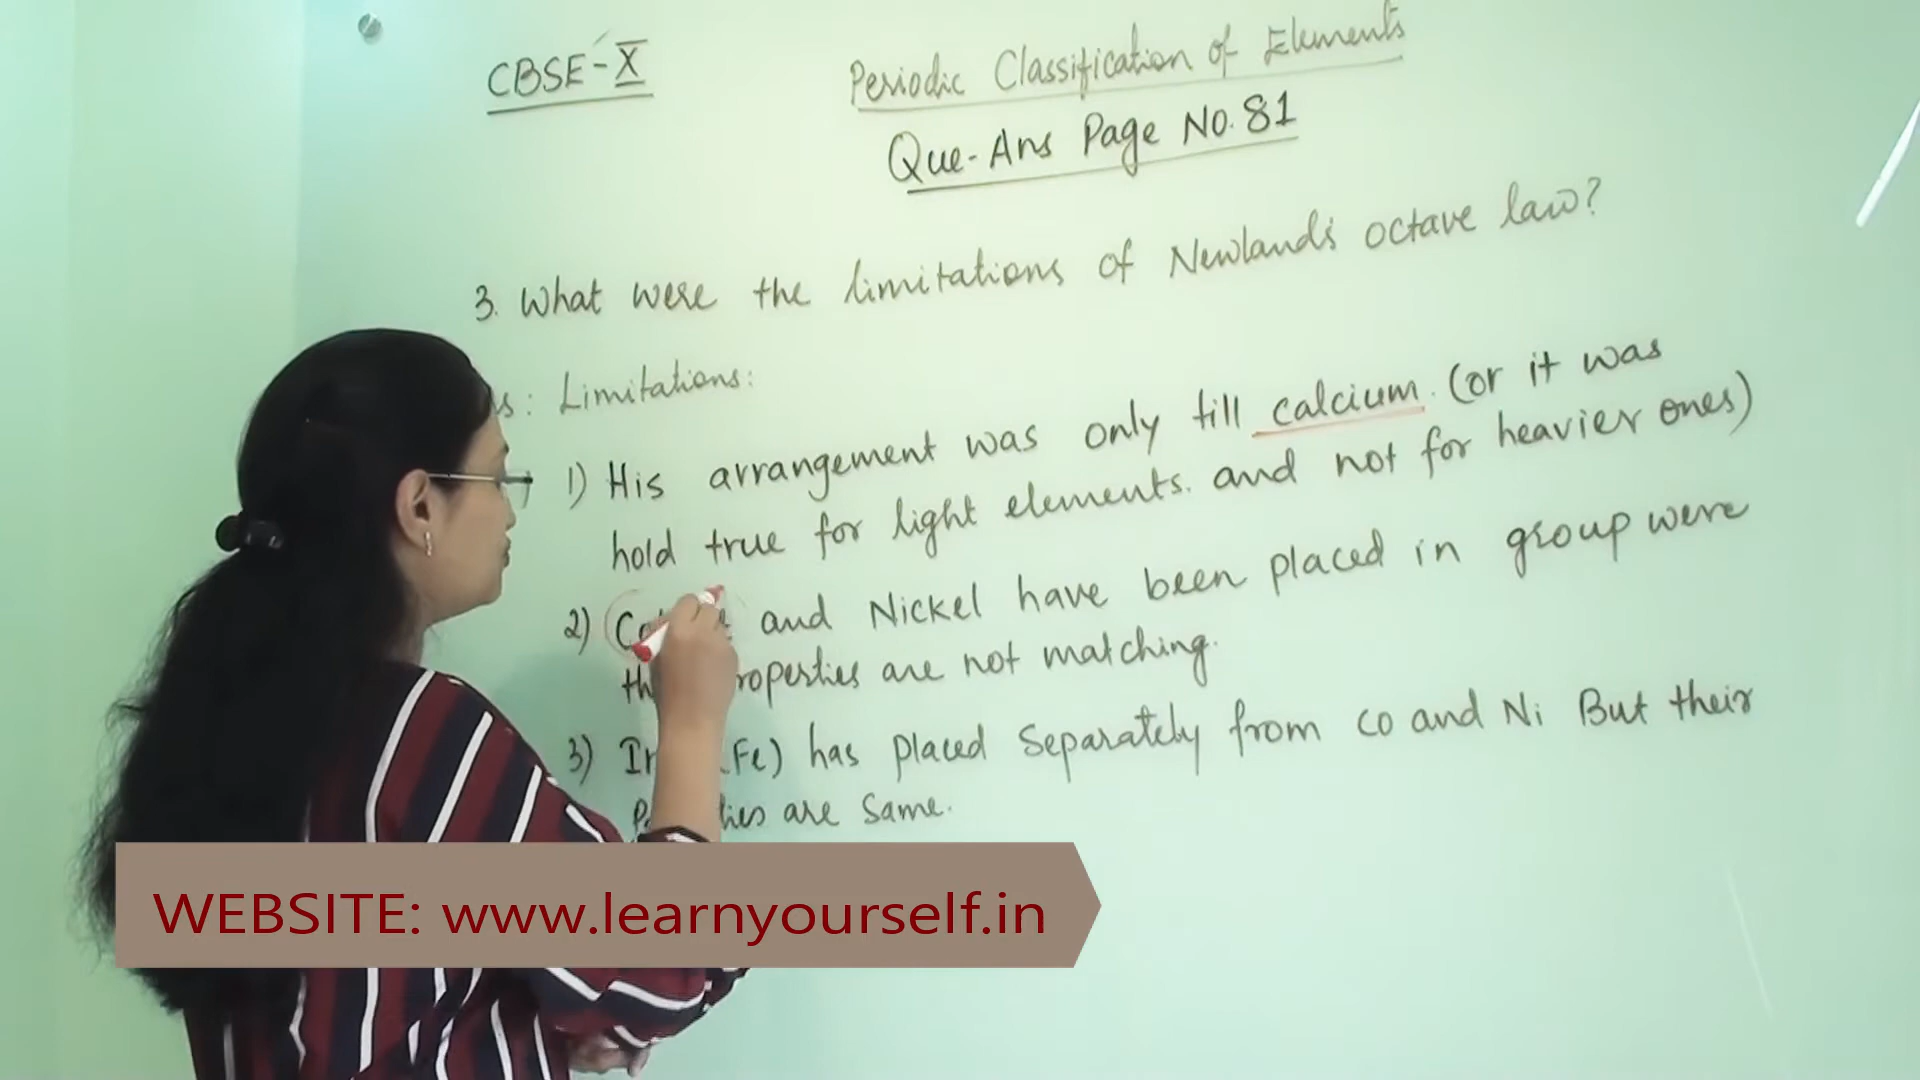 CBSE-X
Periodic Classification of Elements
Que-Ans Page No. 81
3. What were the limitations of Newland's octave law?
Limitations:
1) His arrangement was only till calcium. (or it was
hold true for light elements. and not for heavier ones)
2) and Nickel have been placed in group were
are not matching.
3) (Fe) has placed separately from Co and Ni But their
are same.
WEBSITE: www.learnyourself.in